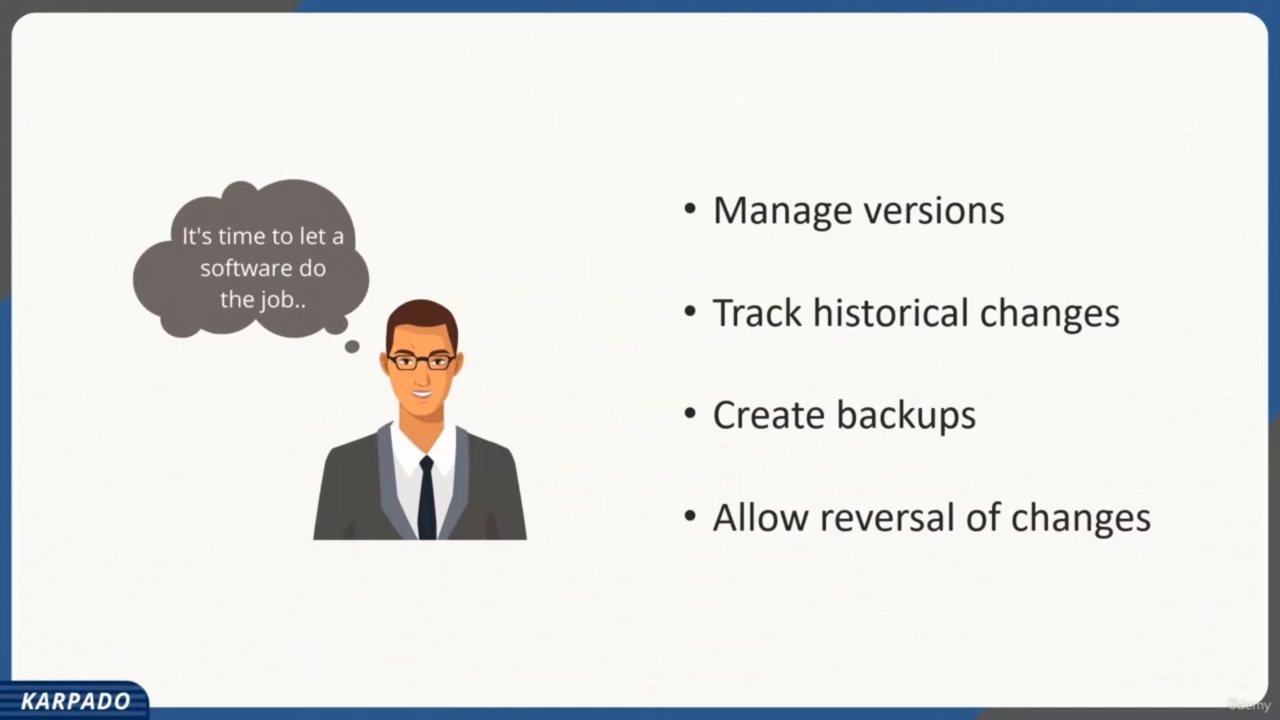 It's time to let a
software do
the job..
• Manage versions
• Track historical changes
• Create backups
• Allow reversal of changes
KARPADO
ûdemy